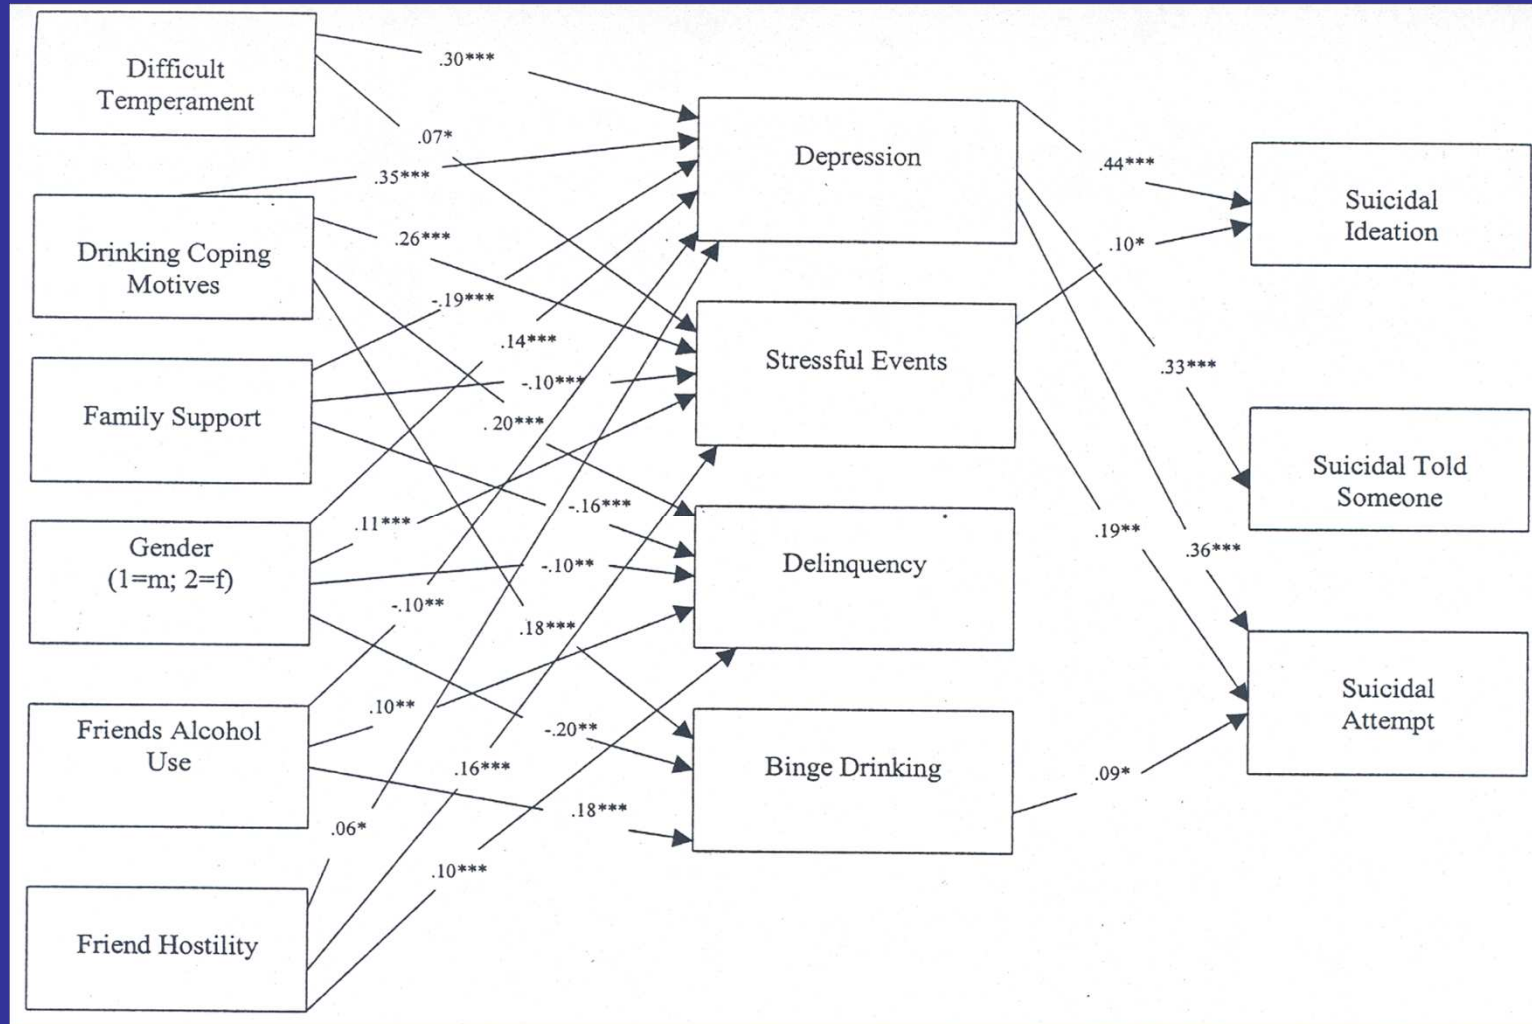 Difficult
Temperament
Drinking Coping
Motives
Family Support
Gender
(1=m; 2=f)
Friends Alcohol
Use
Friend Hostility
.30***
.07*
.35***
.26***
-.19***
.14***
-.10***
.20***
-.16***
.11***
-.10**
-.10**
.18***
.10**
-.20**
.16***
.18***
.06*
.10***
Depression
Stressful Events
Delinquency
Binge Drinking
.44***
.10*
.33***
.19**
.36***
.09*
Suicidal
Ideation
Suicidal Told
Someone
Suicidal
Attempt